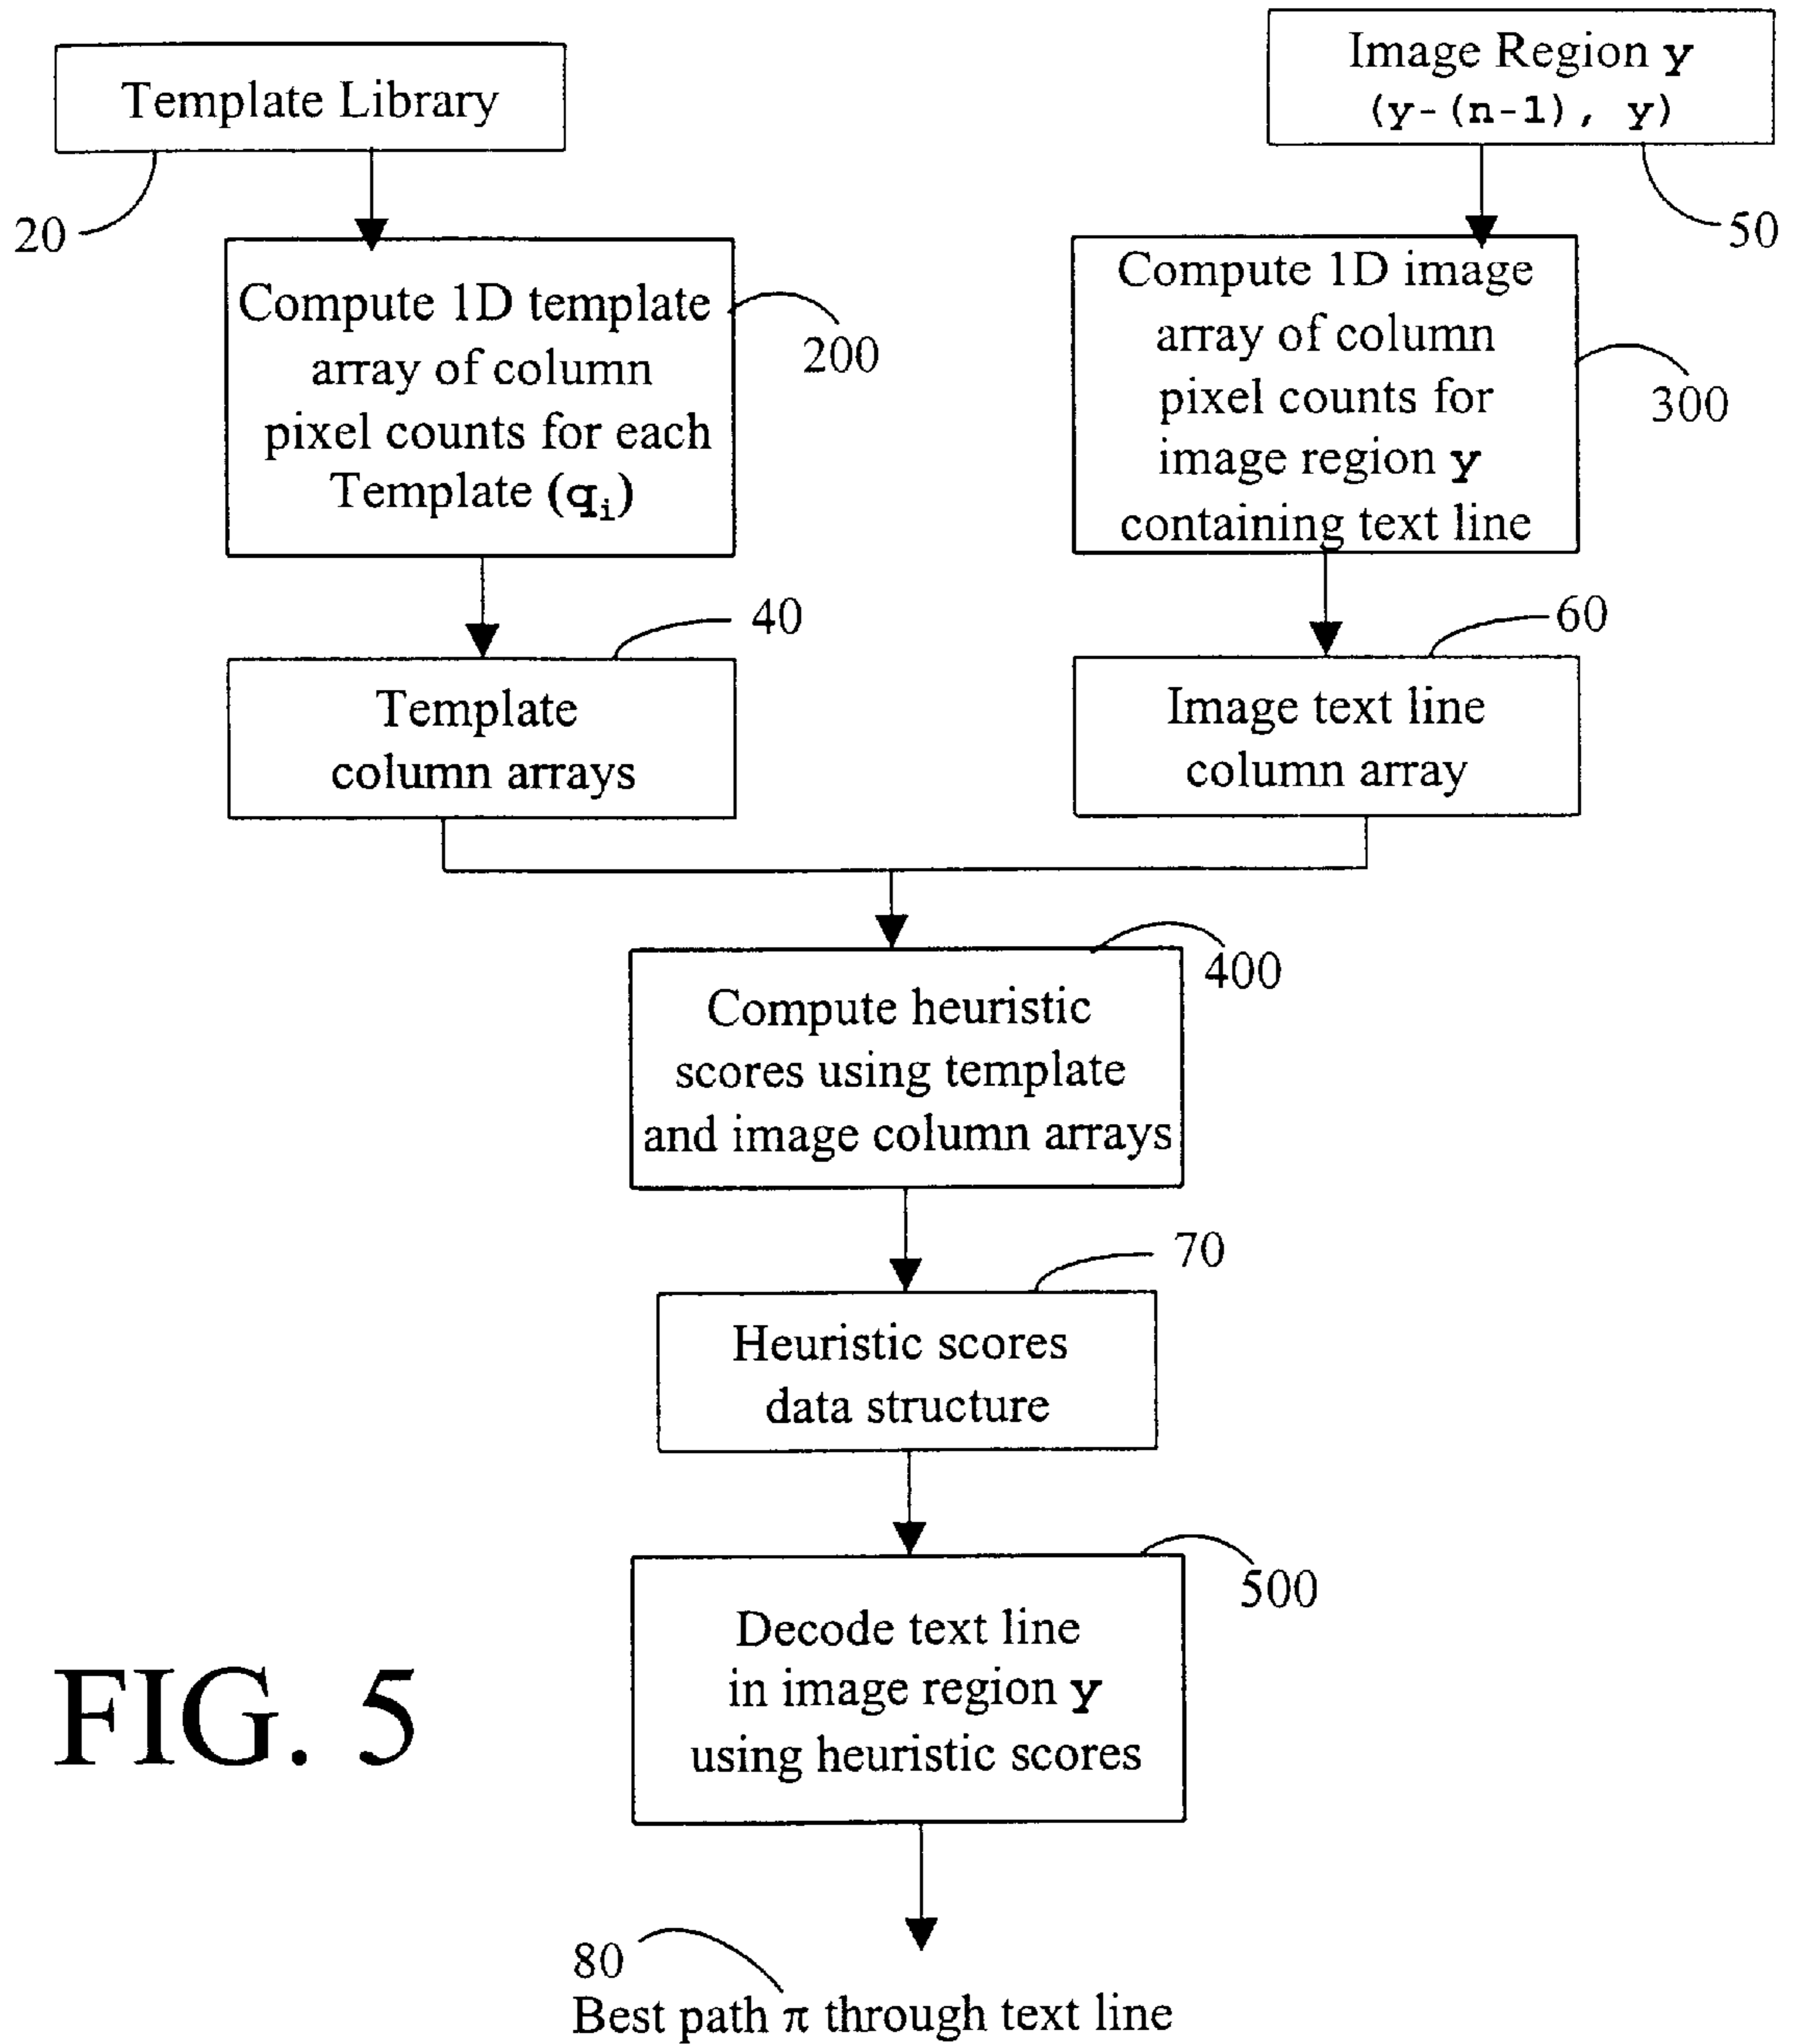 Template Library
20
Image Region y
(y-(n-1), y)
50
Compute 1D template
array of column
pixel counts for each
Template (qi)
200
Compute 1D image
array of column
pixel counts for
image region y
containing text line
300
40
Template
column arrays
60
Image text line
column array
400
Compute heuristic
scores using template
and image column arrays
70
Heuristic scores
data structure
500
Decode text line
in image region y
using heuristic scores
FIG. 5
80
Best path π through text line